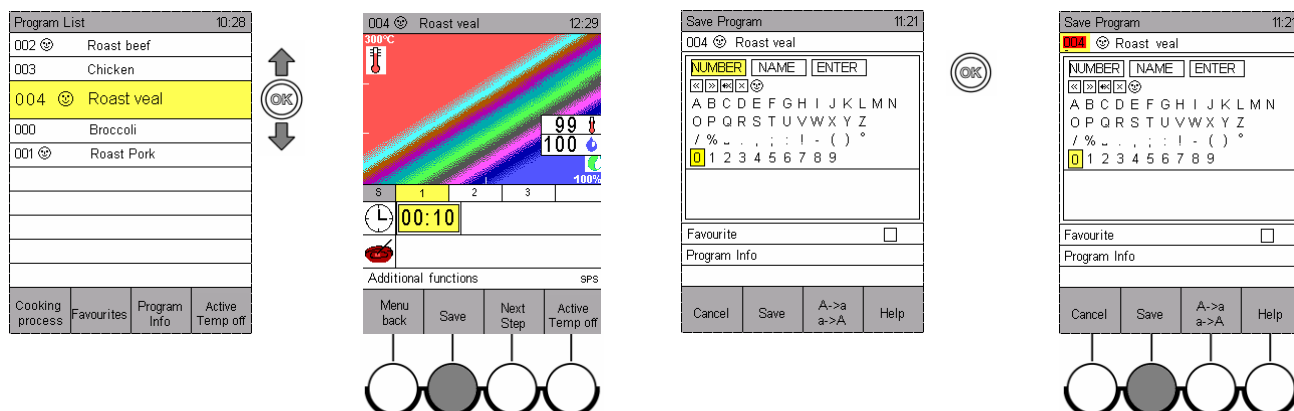 Program List 10:28
002 Roast beef
003 Chicken
004 Roast veal
000 Broccoli
001 Roast Pork
Cooking process Favourites Program Info Active Temp off
OK
004 Roast veal 12:29
300°C
99
100
100%
S 1 2 3
00:10
Additional functions SPS
Menu back Save Next Step Active Temp off
Save Program 11:21
004 Roast veal
NUMBER NAME ENTER
A B C D E F G H I J K L M N
O P Q R S T U V W X Y Z
/ % ⌣ . , ; : ! - ( ) °
0 1 2 3 4 5 6 7 8 9
Favourite
Program Info
Cancel Save A->a a->A Help
OK
Save Program 11:21
004 Roast veal
NUMBER NAME ENTER
A B C D E F G H I J K L M N
O P Q R S T U V W X Y Z
/ % ⌣ . , ; : ! - ( ) °
0 1 2 3 4 5 6 7 8 9
Favourite
Program Info
Cancel Save A->a a->A Help